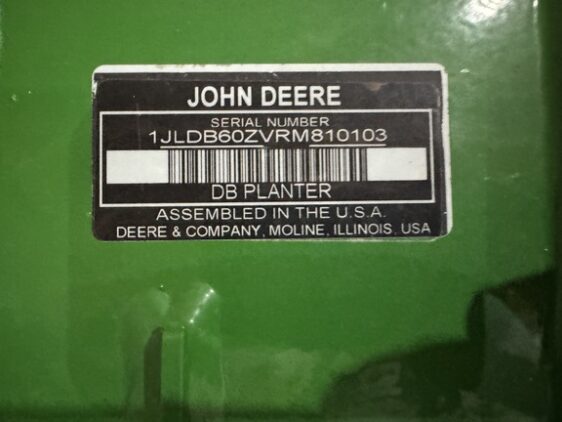 JOHN DEERE
SERIAL NUMBER
1JLDB60ZVRM810103
DB PLANTER
ASSEMBLED IN THE U.S.A.
DEERE & COMPANY, MOLINE, ILLINOIS, USA